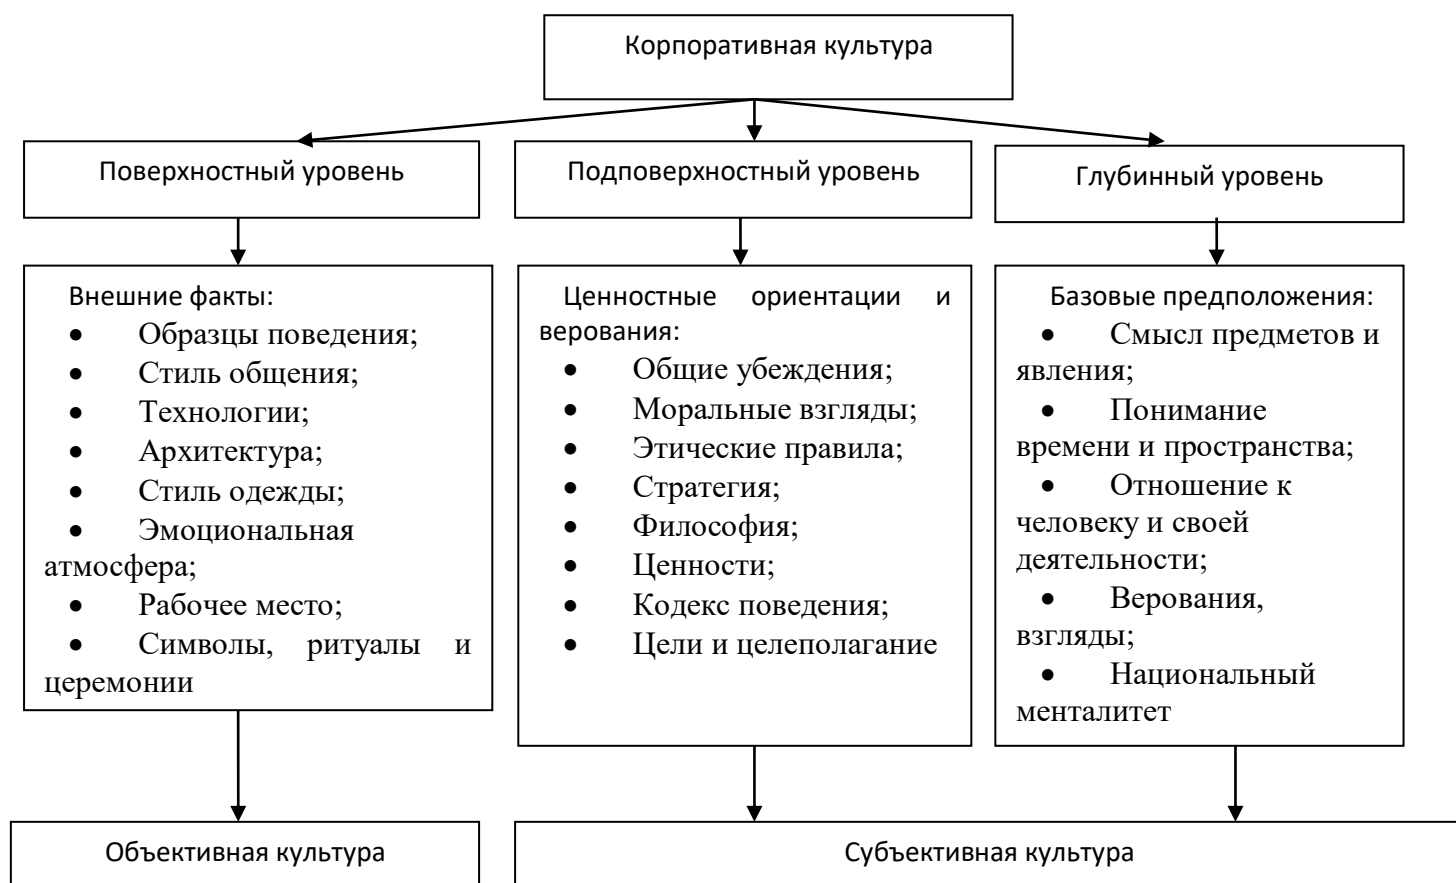 Корпоративная культура
Поверхностный уровень
Подповерхностный уровень
Глубинный уровень
Внешние факты:
• Образцы поведения;
• Стиль общения;
• Технологии;
• Архитектура;
• Стиль одежды;
• Эмоциональная
атмосфера;
• Рабочее место;
• Символы, ритуалы и
церемонии
Ценностные ориентации и
верования:
• Общие убеждения;
• Моральные взгляды;
• Этические правила;
• Стратегия;
• Философия;
• Ценности;
• Кодекс поведения;
• Цели и целеполагание
Базовые предположения:
• Смысл предметов и
явления;
• Понимание
времени и пространства;
• Отношение к
человеку и своей
деятельности;
• Верования,
взгляды;
• Национальный
менталитет
Объективная культура
Субъективная культура